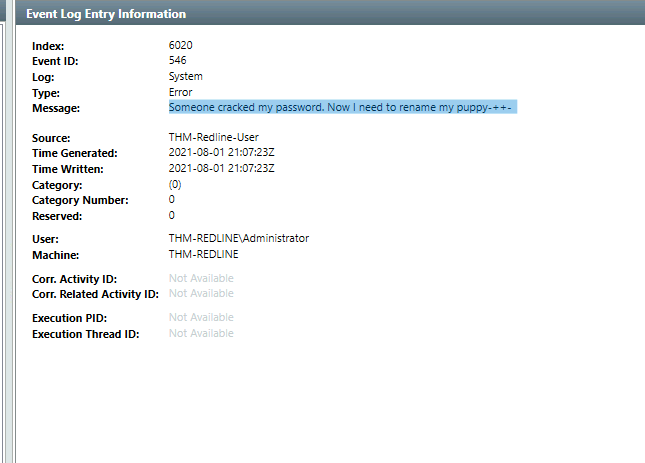 Event Log Entry Information
Index: 6020
Event ID: 546
Log: System
Type: Error
Message: Someone cracked my password. Now I need to rename my puppy-++-
Source: THM-Redline-User
Time Generated: 2021-08-01 21:07:23Z
Time Written: 2021-08-01 21:07:23Z
Category: (0)
Category Number: 0
Reserved: 0
User: THM-REDLINE\Administrator
Machine: THM-REDLINE
Corr. Activity ID: Not Available
Corr. Related Activity ID: Not Available
Execution PID: Not Available
Execution Thread ID: Not Available